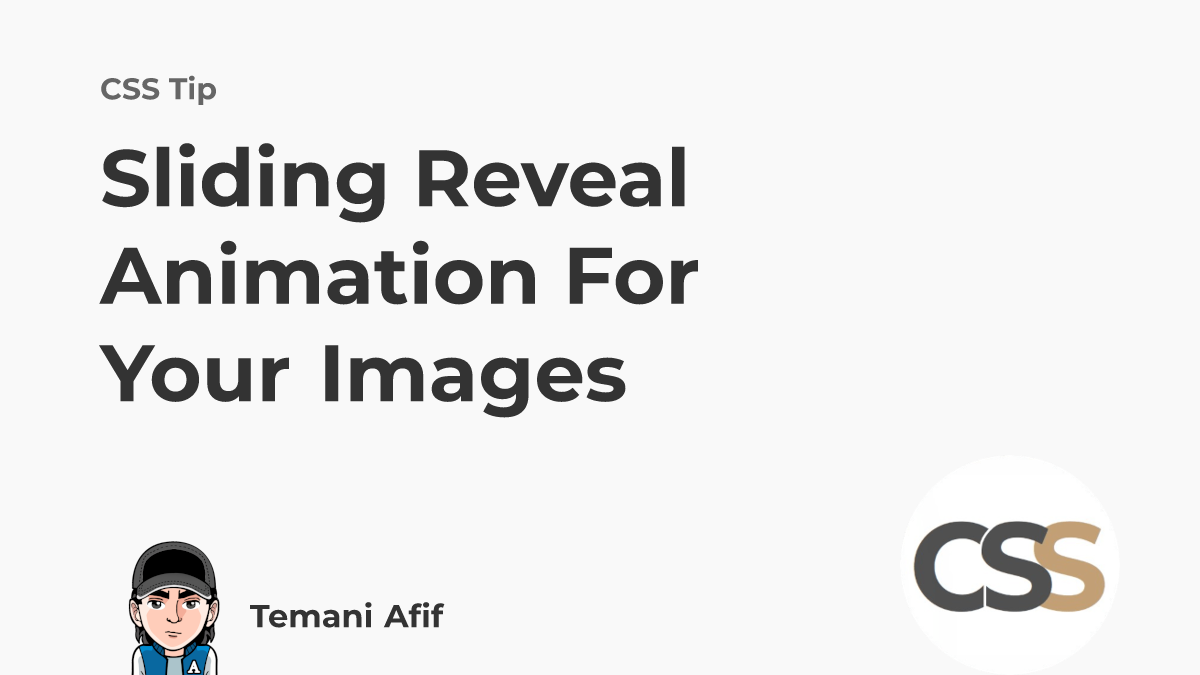 CSS Tip
Sliding Reveal
Animation For
Your Images
A
Temani Afif
CSS